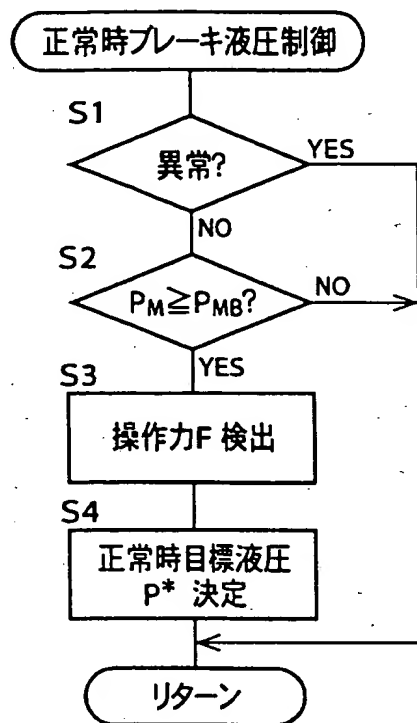 正常時ブレーキ液圧制御
S1
異常?
YES
NO
S2
PM≧PMB?
NO
YES
S3
操作力F 検出
S4
正常時目標液圧
P* 決定
リターン